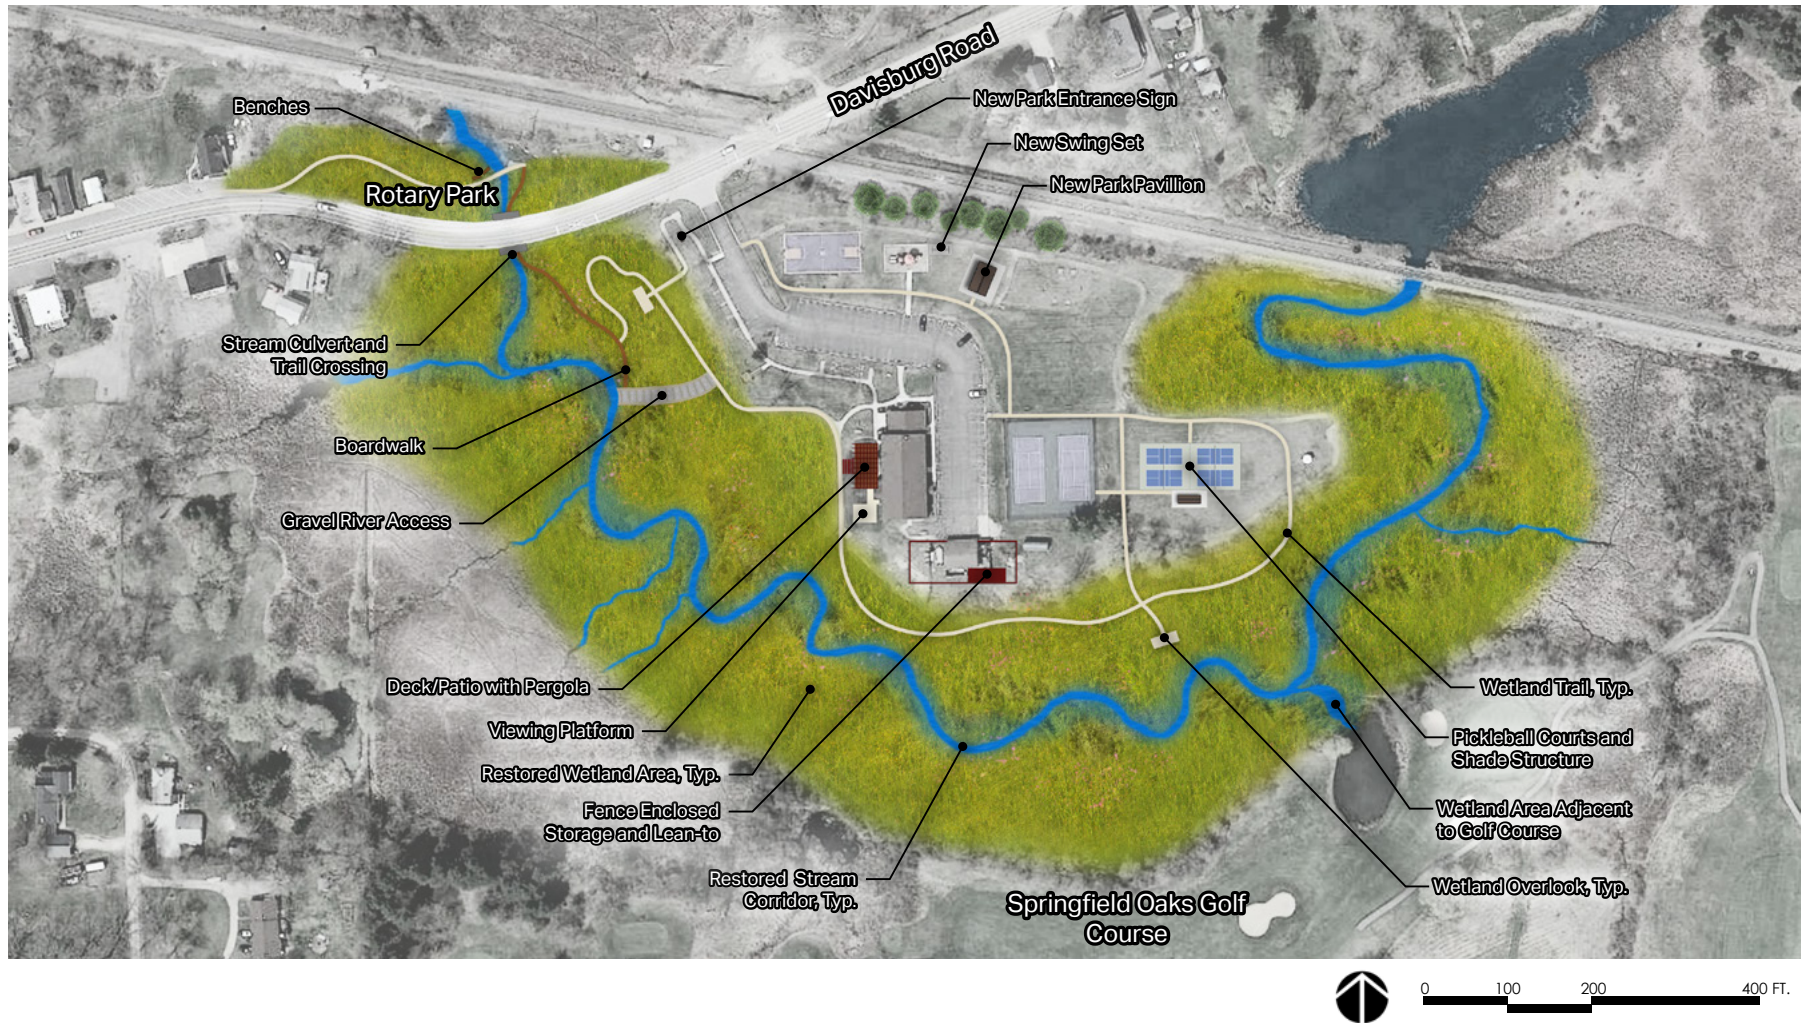 Davisburg Road
Benches
New Park Entrance Sign
New Swing Set
New Park Pavillion
Rotary Park
Stream Culvert and
Trail Crossing
Boardwalk
Gravel River Access
Deck/Patio with Pergola
Viewing Platform
Restored Wetland Area, Typ.
Fence Enclosed
Storage and Lean-to
Restored Stream
Corridor, Typ.
Wetland Trail, Typ.
Pickleball Courts and
Shade Structure
Wetland Area Adjacent
to Golf Course
Wetland Overlook, Typ.
Springfield Oaks Golf
Course
0 100 200 400 FT.